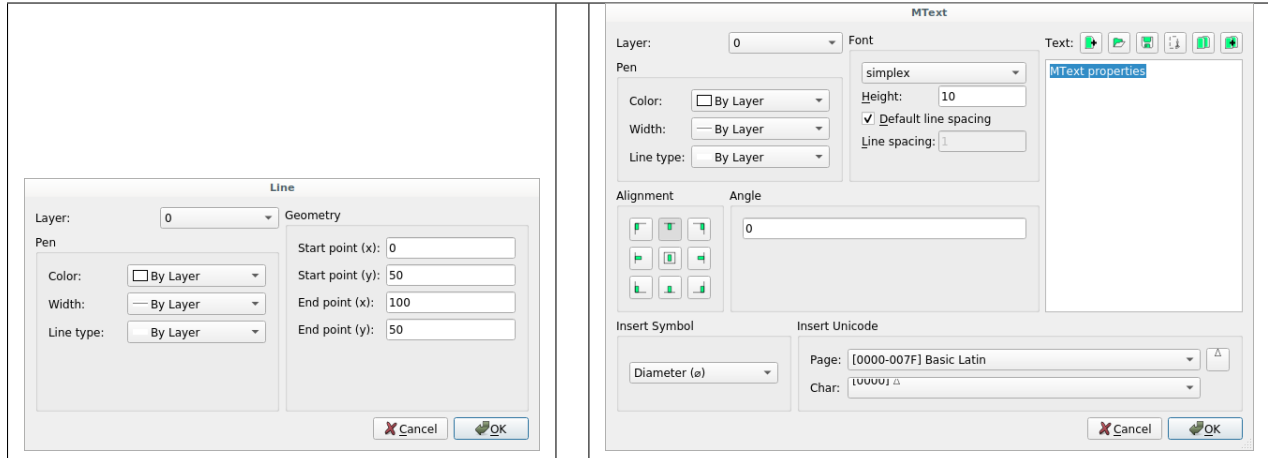 Line
Layer: 0
Pen
Color: By Layer
Width: By Layer
Line type: By Layer
Geometry
Start point (x): 0
Start point (y): 50
End point (x): 100
End point (y): 50
Cancel OK
MText
Layer: 0
Pen
Color: By Layer
Width: By Layer
Line type: By Layer
Font
simplex
Height: 10
Default line spacing
Line spacing: 1
Text:
MText properties
Alignment
Angle
0
Insert Symbol
Diameter (⌀)
Insert Unicode
Page: [0000-007F] Basic Latin
Char: [0000] △
△
Cancel OK